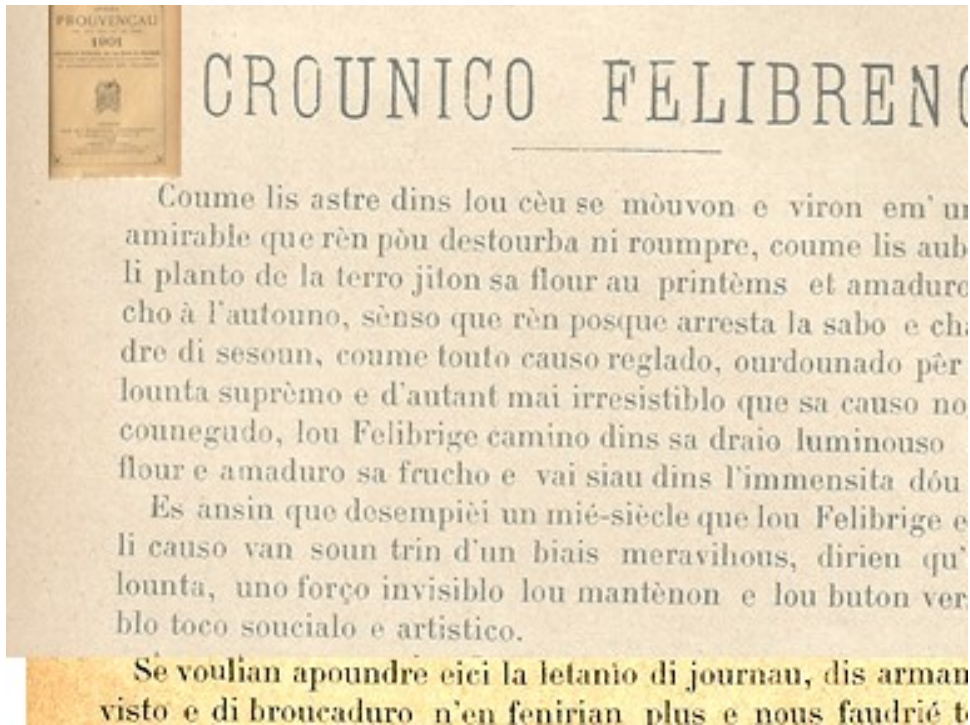 PROUVENÇAU
1901
CROUNICO FELIBRENC
Coume lis astre dins lou cèu se mòuvon e viron em' un
amirable que rèn pòu destourba ni roumpre, coume lis aub
li planto de la terro jiton sa flour au printèms et amaduro
cho à l'autouno, sènso que rèn posque arresta la sabo e cha
dre di sesoun, coume touto causo reglado, ourdounado pêr
lounta suprèmo e d'autant mai irresistiblo que sa causo no
counegudo, lou Felibrige camino dins sa draio luminouso
flour e amaduro sa frucho e vai siau dins l'immensita dóu
Es ansin que desempièi un mié-siècle que lou Felibrige e
li causo van soun trin d'un biais meravihous, dirien qu'
lounta, uno forço invisiblo lou mantènon e lou buton vers
blo toco soucialo e artistico.
Se voulian apoundre eici la letanio di journau, dis arman
visto e di broucaduro n'en fenirian plus e nous faudrié t